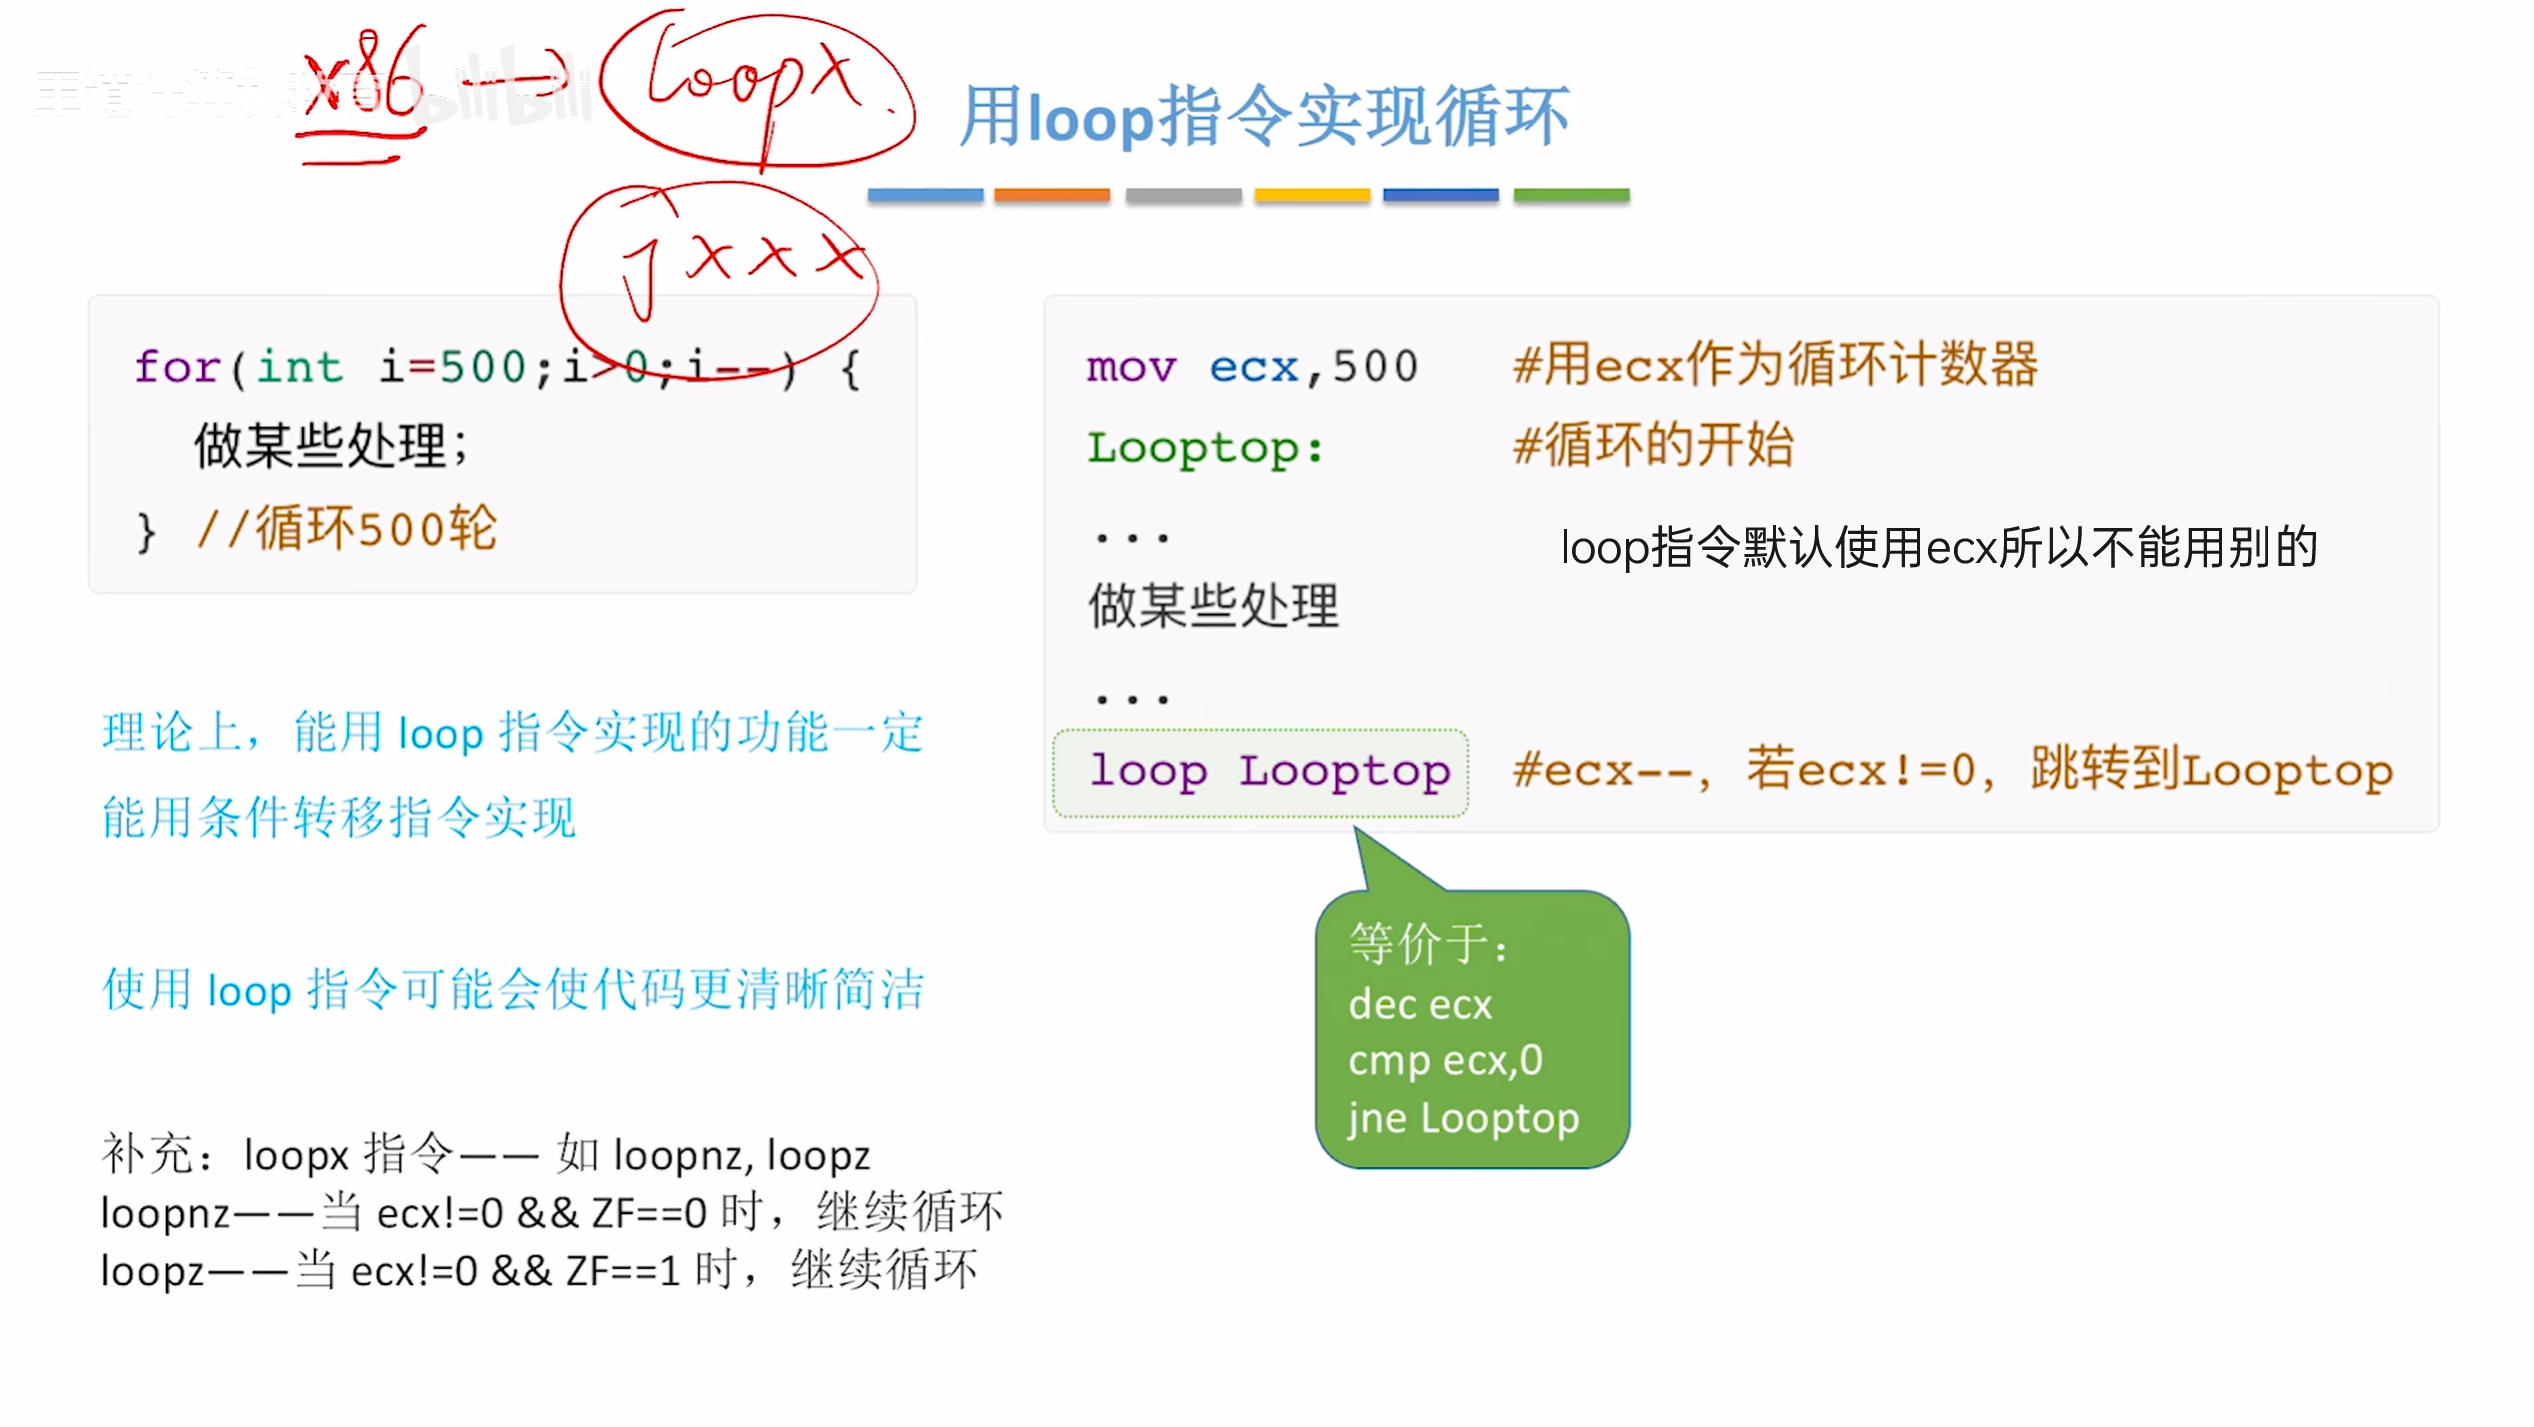 x86 → loopx
用loop指令实现循环
jxxx
for(int i=500;i>0;i--) {
做某些处理;
} //循环500轮
mov ecx,500 #用ecx作为循环计数器
Looptop: #循环的开始
...
loop指令默认使用ecx所以不能用别的
做某些处理
...
loop Looptop #ecx--, 若ecx!=0, 跳转到Looptop
理论上，能用 loop 指令实现的功能一定
能用条件转移指令实现
使用 loop 指令可能会使代码更清晰简洁
等价于：
dec ecx
cmp ecx,0
jne Looptop
补充：loopx 指令—— 如 loopnz, loopz
loopnz——当 ecx!=0 && ZF==0 时，继续循环
loopz——当 ecx!=0 && ZF==1 时，继续循环
bilibili